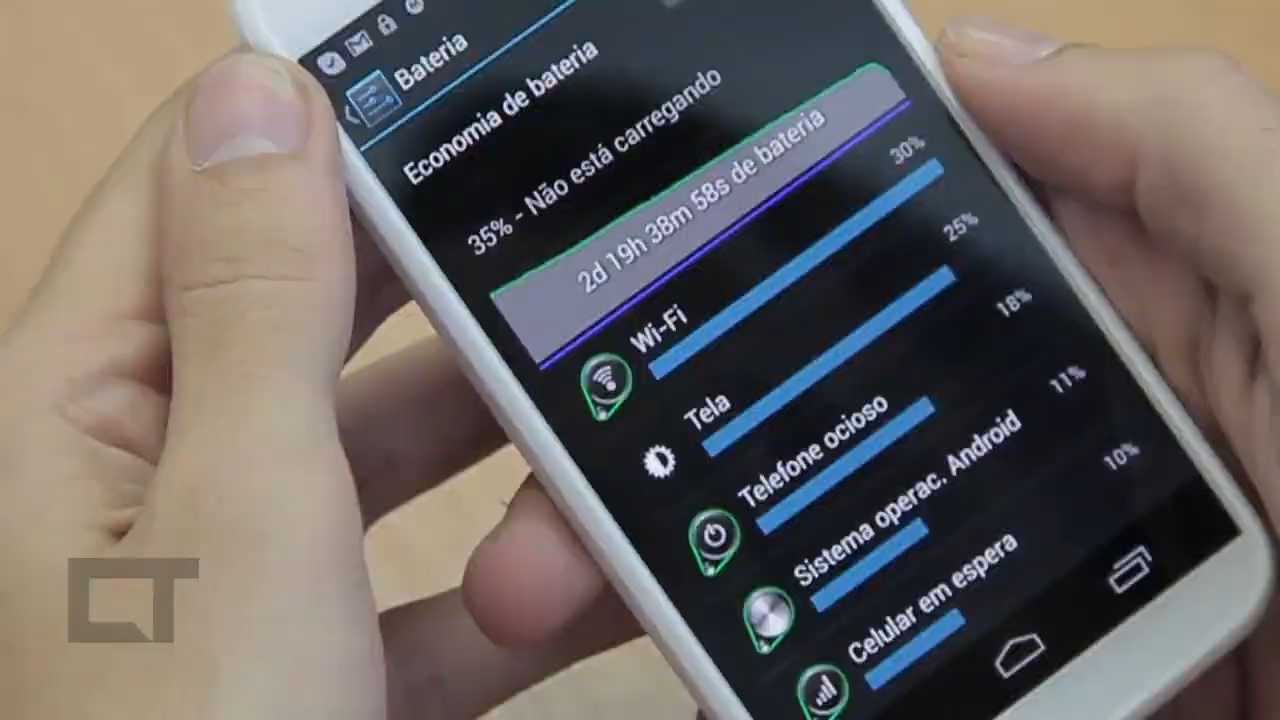 Bateria
Economia de bateria
35% - Não está carregando
2d 19h 38m 58s de bateria
Wi-Fi 30%
Tela 25%
Telefone ocioso 18%
Sistema operac. Android 11%
Celular em espera 10%
CT